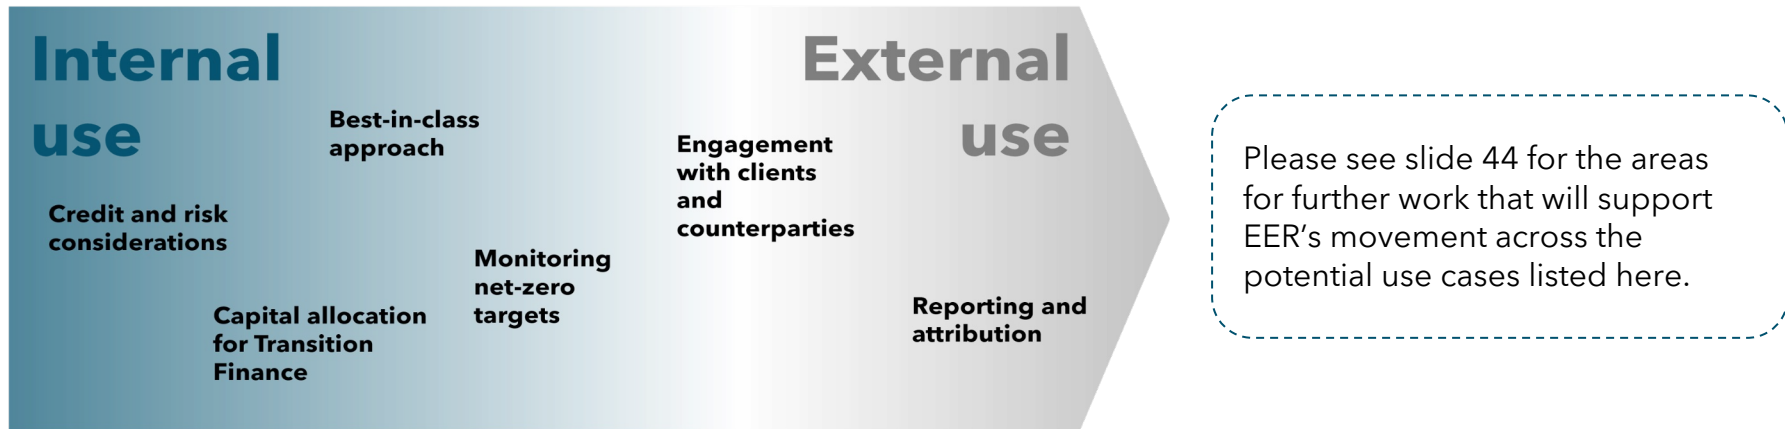 Internal
use
External
use
Best-in-class
approach
Credit and risk
considerations
Capital allocation
for Transition
Finance
Monitoring
net-zero
targets
Engagement
with clients
and
counterparties
Reporting and
attribution
Please see slide 44 for the areas
for further work that will support
EER’s movement across the
potential use cases listed here.